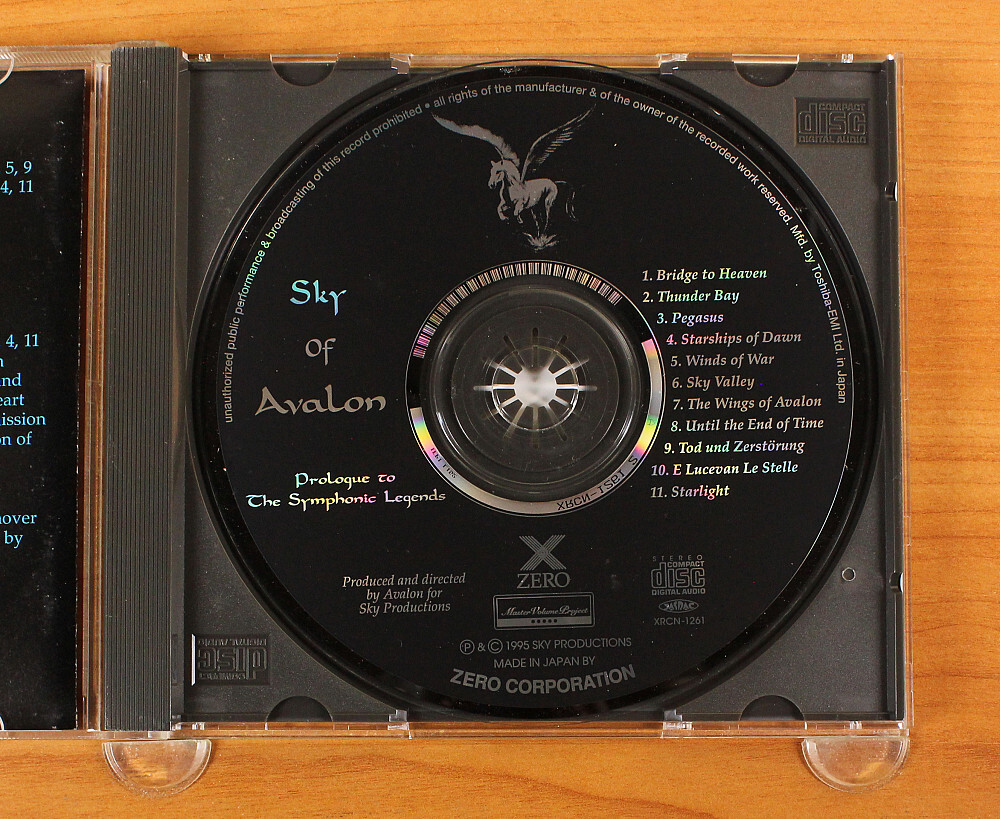 5, 9
4, 11
4, 11
and
eart
ission
on of
nover
by
unauthorized public performance & broadcasting of this record prohibited • all rights of the manufacturer & of the owner of the recorded work reserved. Mfd. by Toshiba-EMI Ltd. in Japan
COMPACT
disc
DIGITAL AUDIO
Sky
of
Avalon
Prologue to
The Symphonic Legends
1. Bridge to Heaven
2. Thunder Bay
3. Pegasus
4. Starships of Dawn
5. Winds of War
6. Sky Valley
7. The Wings of Avalon
8. Until the End of Time
9. Tod und Zerstörung
10. E Lucevan Le Stelle
11. Starlight
Produced and directed
by Avalon for
Sky Productions
ZERO
Master Volume Project
STEREO
COMPACT
disc
DIGITAL AUDIO
XRCN-1261
Ⓟ & Ⓒ 1995 SKY PRODUCTIONS
MADE IN JAPAN BY
ZERO CORPORATION
COMPACT
disc
DIGITAL AUDIO